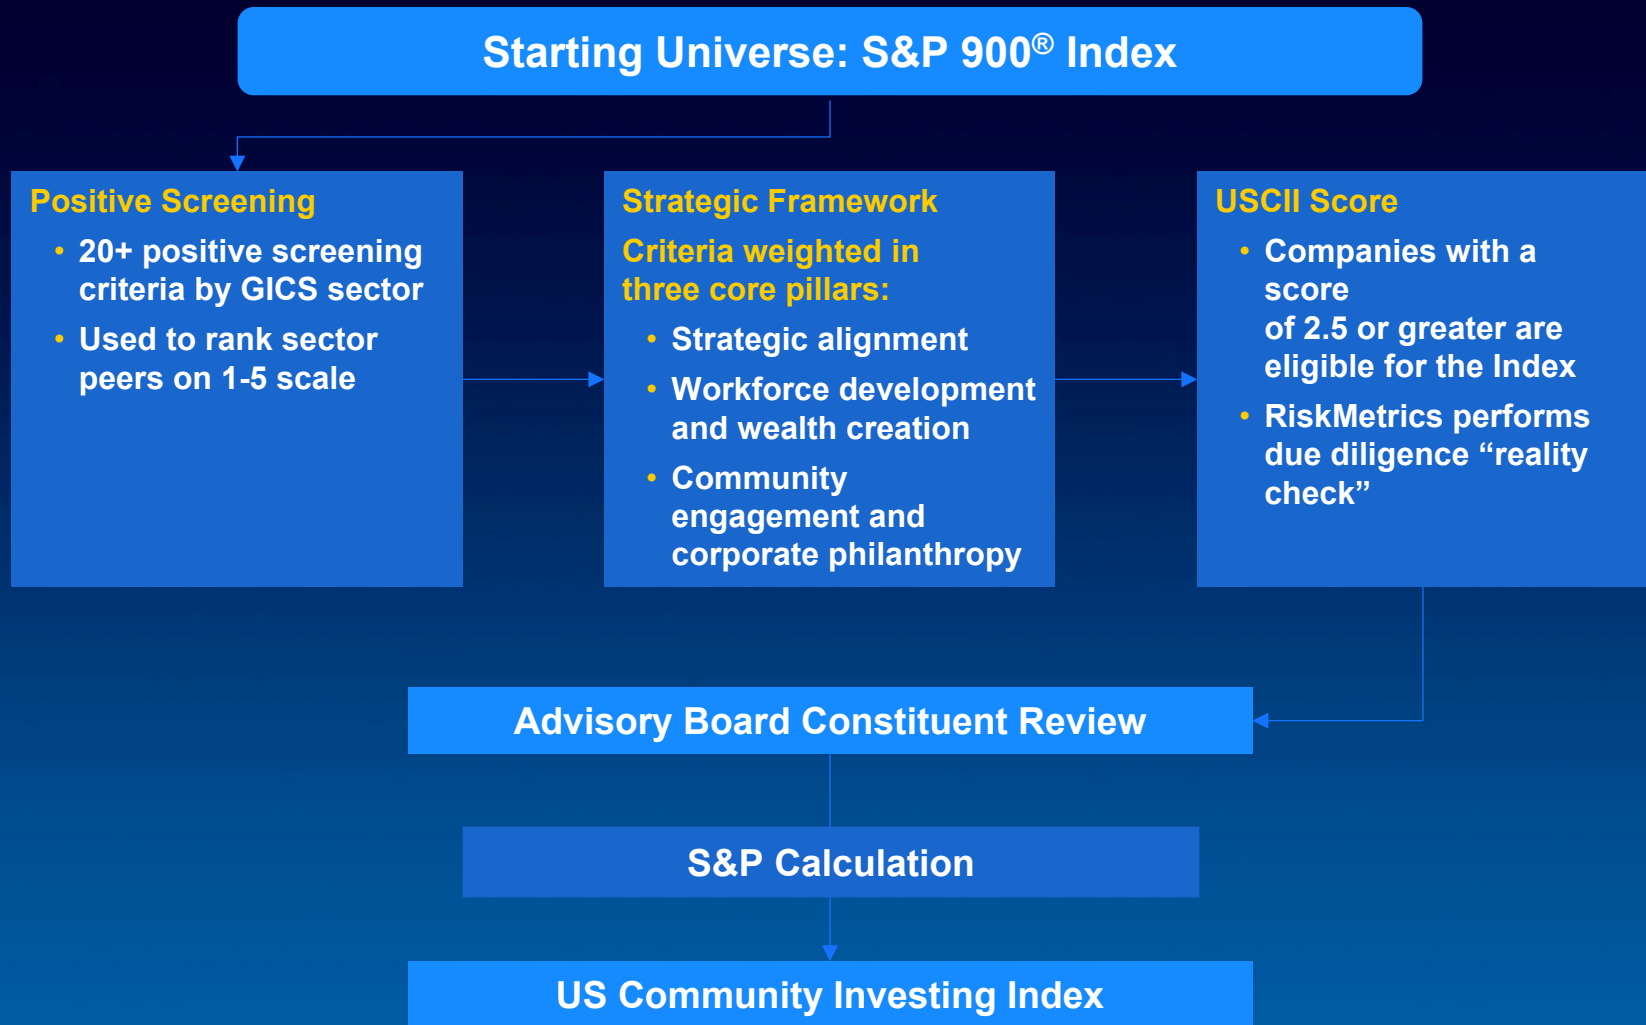 Starting Universe: S&P 900® Index
Positive Screening
• 20+ positive screening
criteria by GICS sector
• Used to rank sector
peers on 1-5 scale
Strategic Framework
Criteria weighted in
three core pillars:
• Strategic alignment
• Workforce development
and wealth creation
• Community
engagement and
corporate philanthropy
USCII Score
• Companies with a
score
of 2.5 or greater are
eligible for the Index
• RiskMetrics performs
due diligence “reality
check”
Advisory Board Constituent Review
S&P Calculation
US Community Investing Index